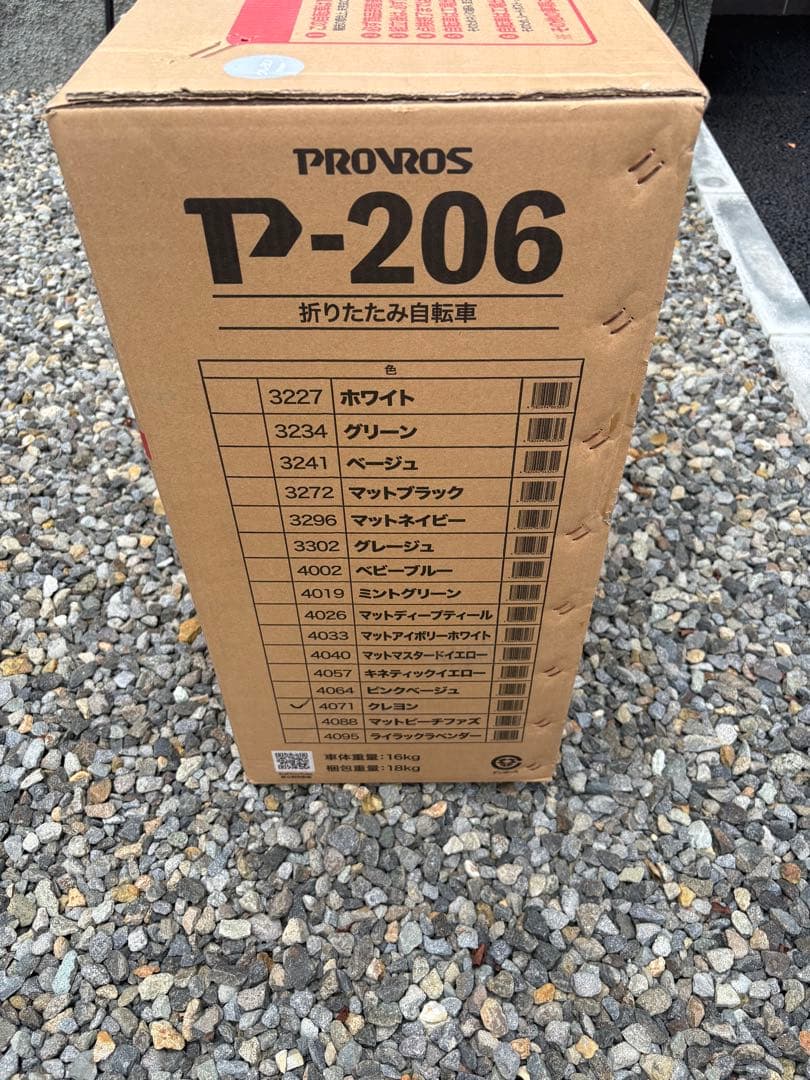 PROVROS
P-206
折りたたみ自転車
色
3227 ホワイト
3234 グリーン
3241 ベージュ
3272 マットブラック
3296 マットネイビー
3302 グレージュ
4002 ベビーブルー
4019 ミントグリーン
4026 マットディープティール
4033 マットアイボリーホワイト
4040 マットマスタードイエロー
4057 キネティックイエロー
4064 ピンクベージュ
4071 クレヨン
4088 マットピーチファズ
4095 ライラックラベンダー
車体重量:16kg
梱包重量:18kg